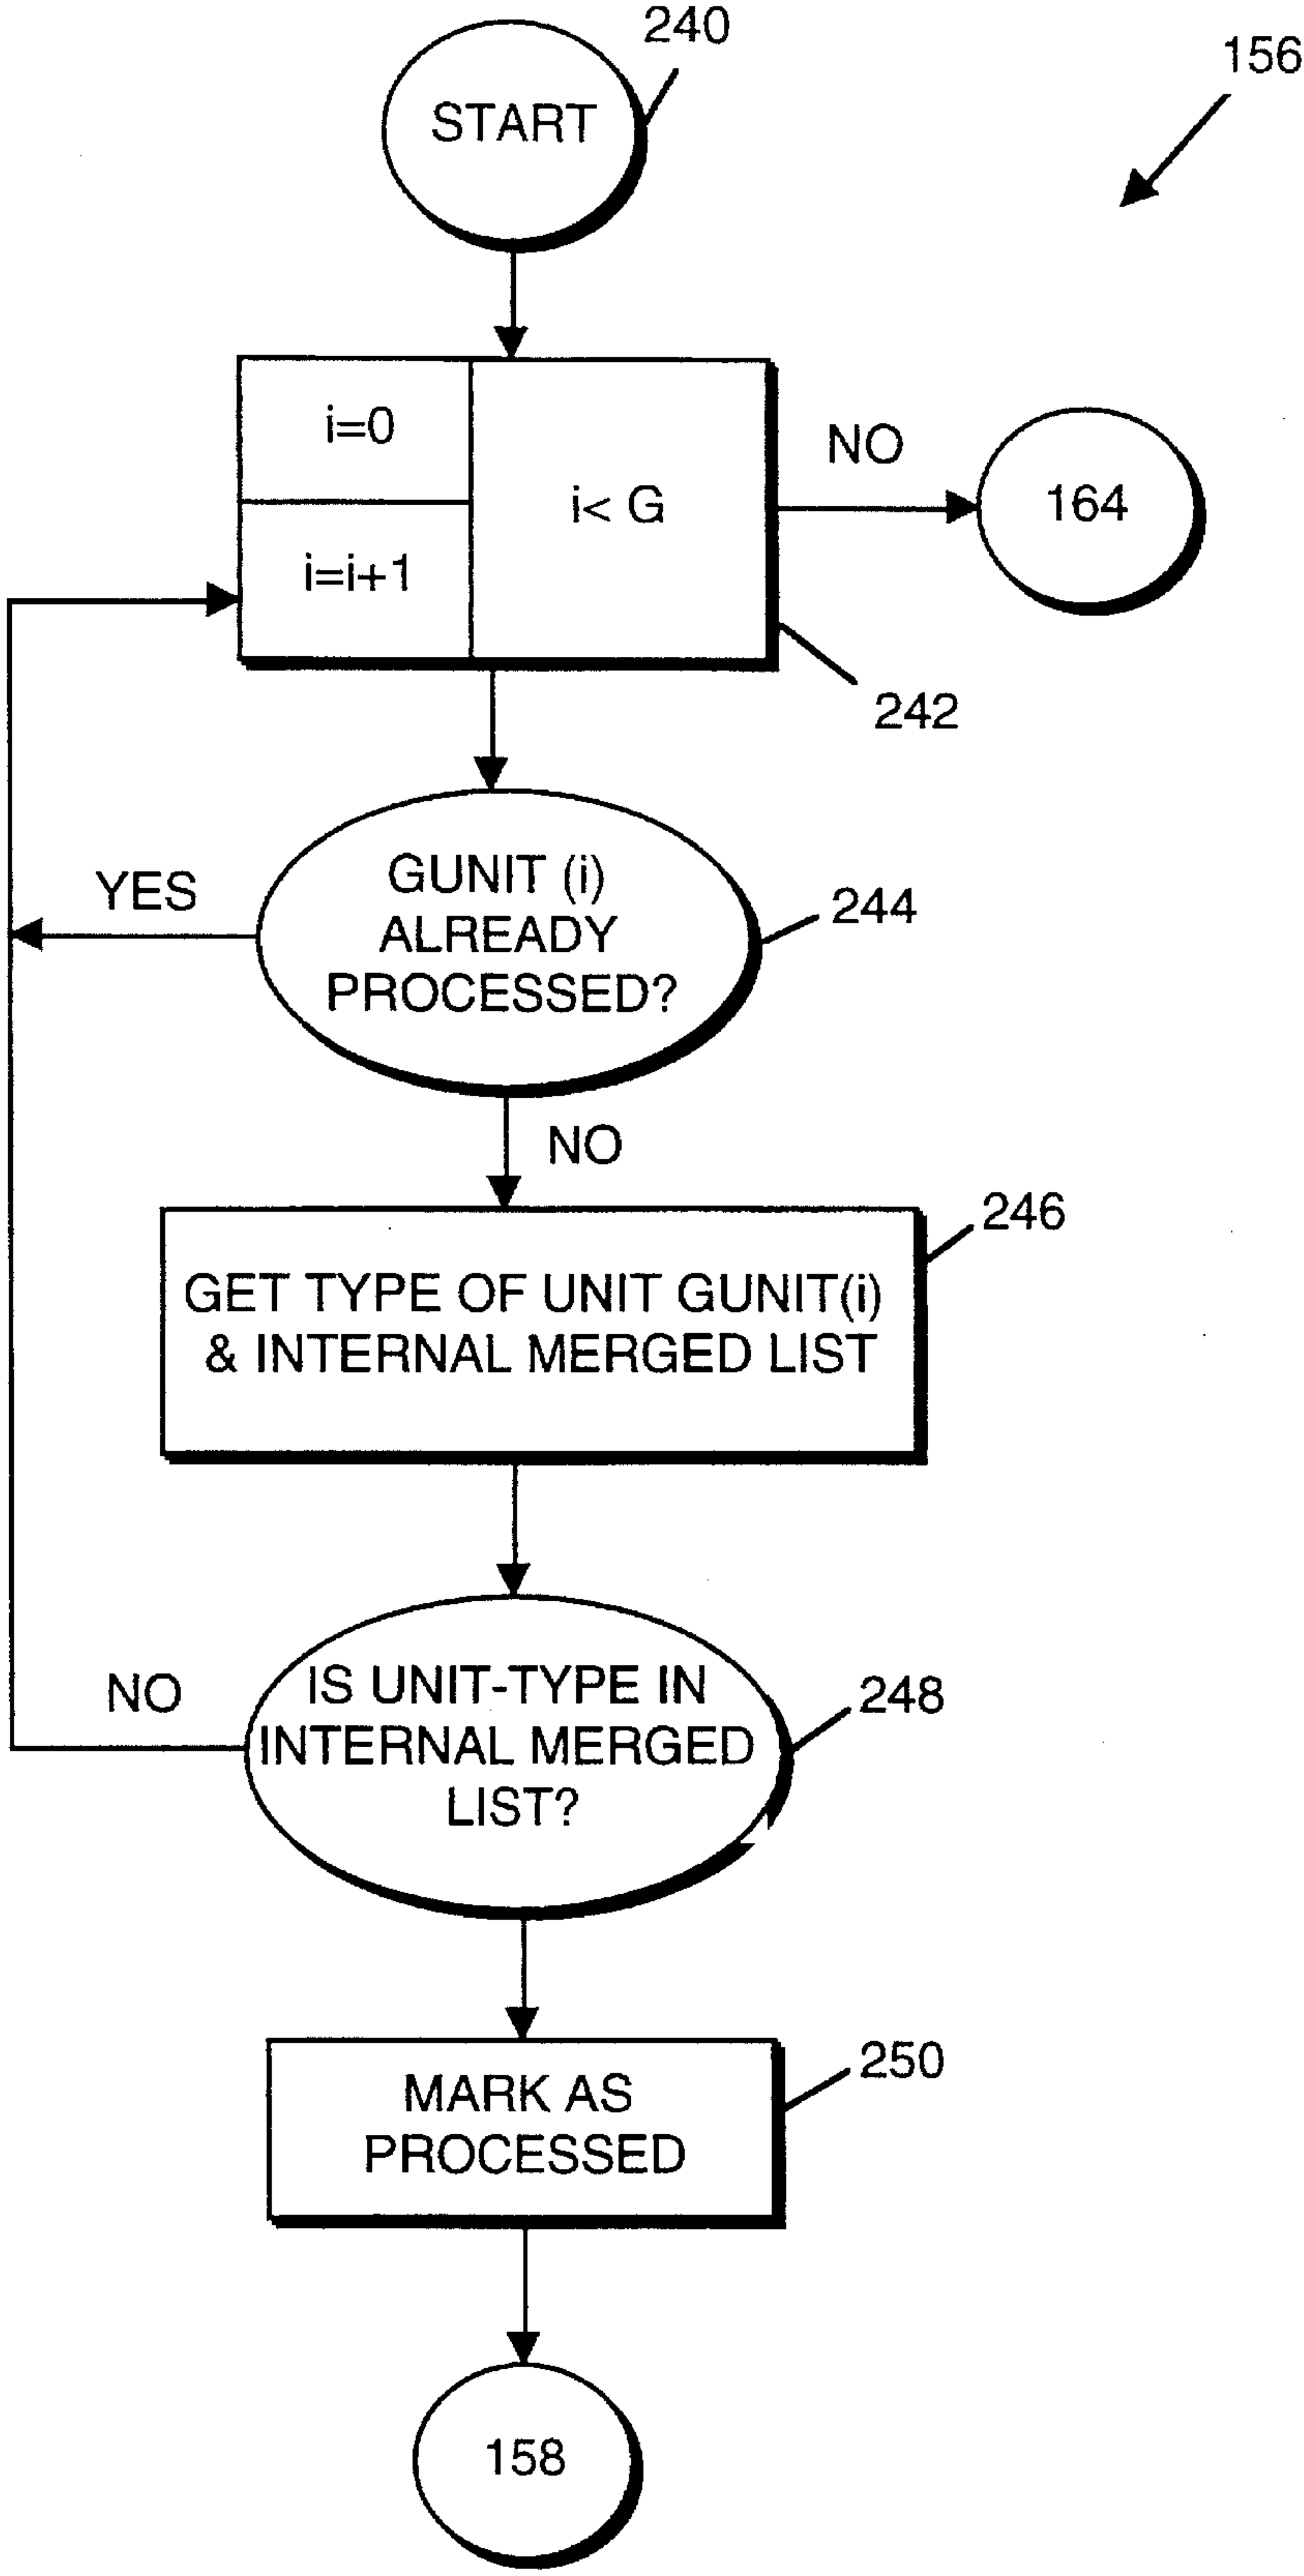 240
156
START
i=0
i< G
NO
164
i=i+1
242
GUNIT (i)
ALREADY
PROCESSED?
YES
244
NO
246
GET TYPE OF UNIT GUNIT(i)
& INTERNAL MERGED LIST
IS UNIT-TYPE IN
INTERNAL MERGED
LIST?
NO
248
250
MARK AS
PROCESSED
158